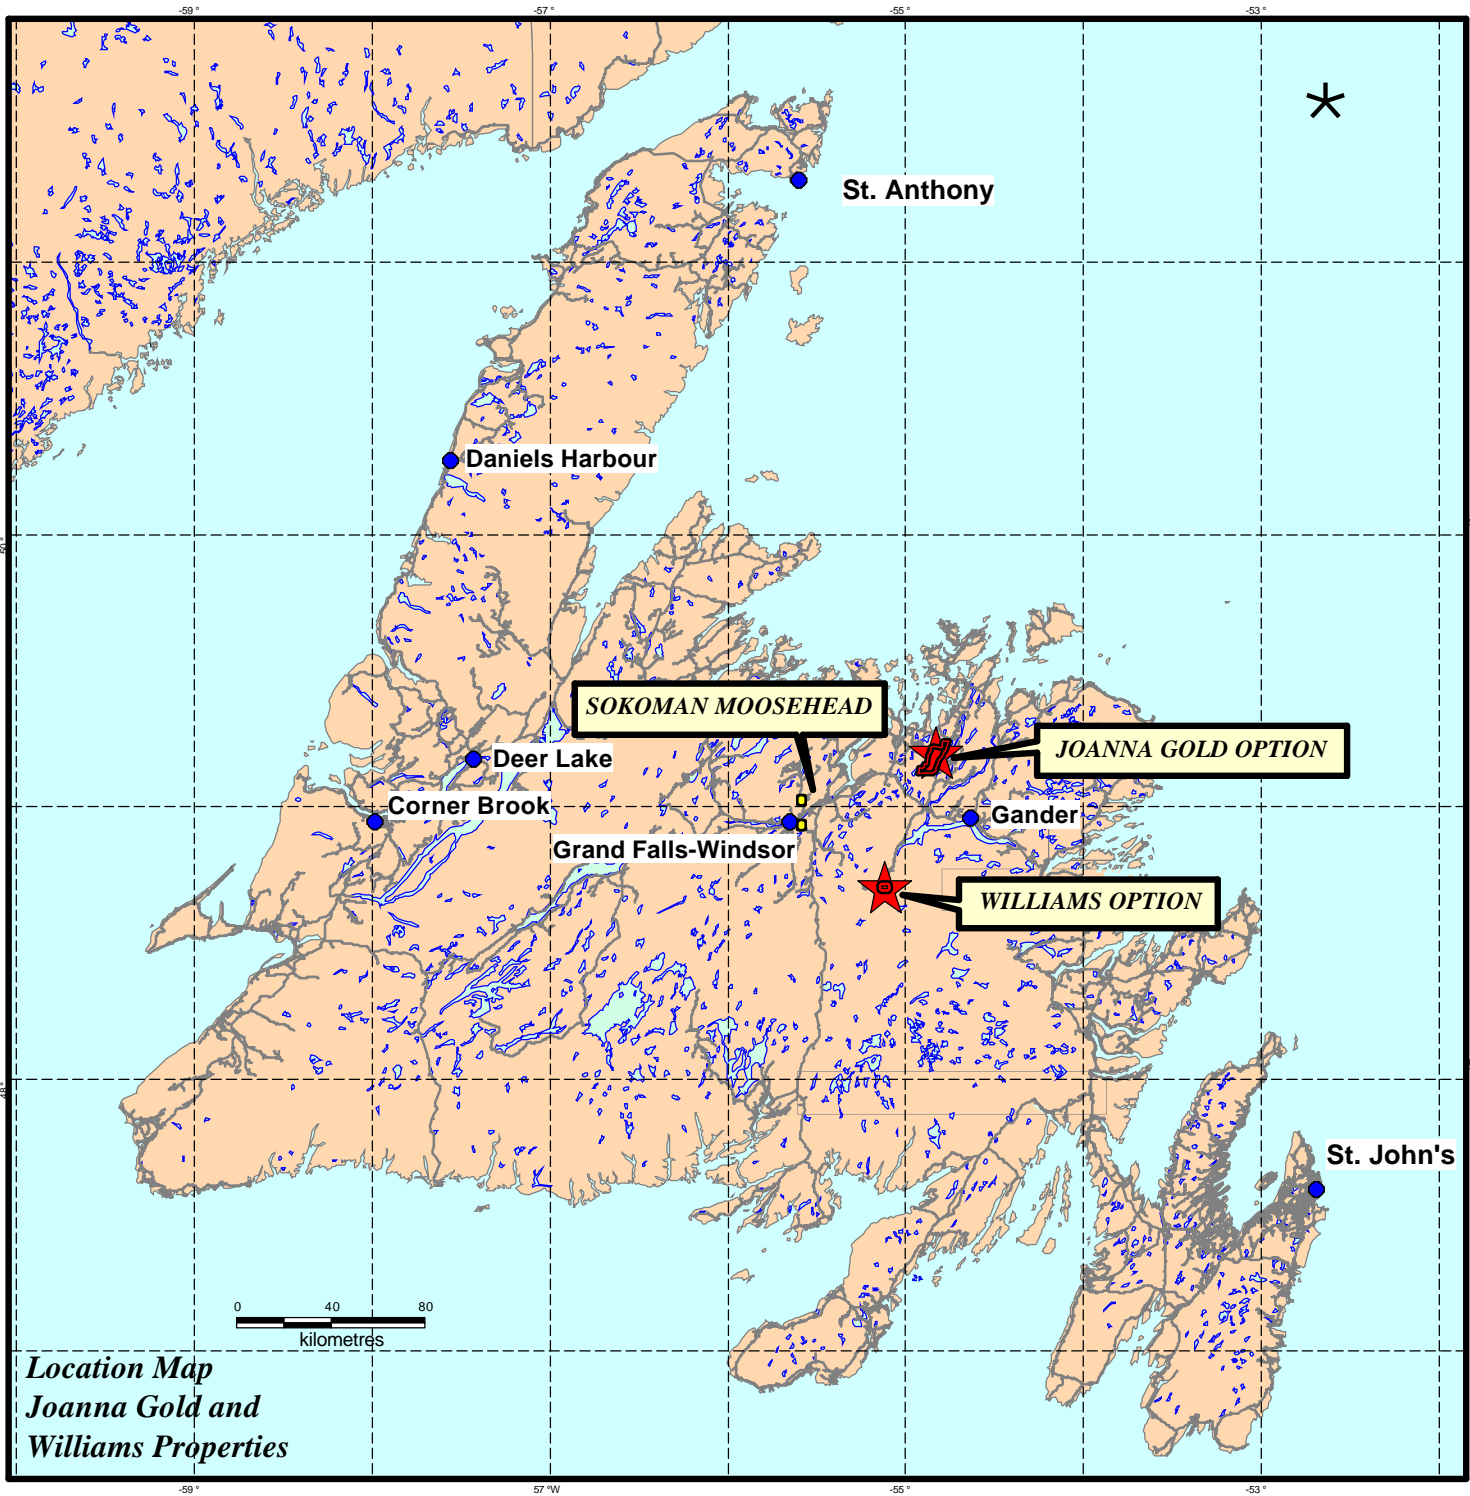 -59 °
-57 °
-55 °
-53 °
St. Anthony
Daniels Harbour
50 °
SOKOMAN MOOSEHEAD
JOANNA GOLD OPTION
Deer Lake
Corner Brook
Gander
Grand Falls-Windsor
WILLIAMS OPTION
48 °
St. John's
0 40 80
kilometres
Location Map
Joanna Gold and
Williams Properties
-59 °
57 °W
-55 °
-53 °